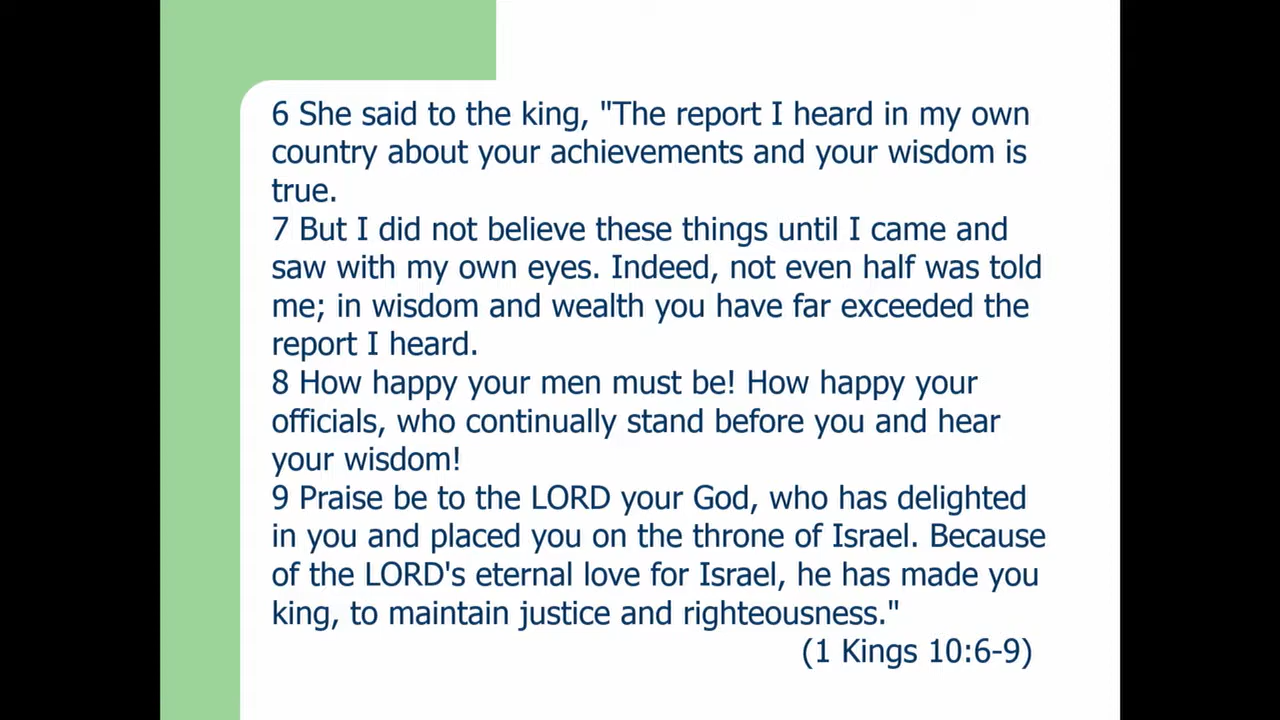 6 She said to the king, "The report I heard in my own
country about your achievements and your wisdom is
true.
7 But I did not believe these things until I came and
saw with my own eyes. Indeed, not even half was told
me; in wisdom and wealth you have far exceeded the
report I heard.
8 How happy your men must be! How happy your
officials, who continually stand before you and hear
your wisdom!
9 Praise be to the LORD your God, who has delighted
in you and placed you on the throne of Israel. Because
of the LORD's eternal love for Israel, he has made you
king, to maintain justice and righteousness."
(1 Kings 10:6-9)